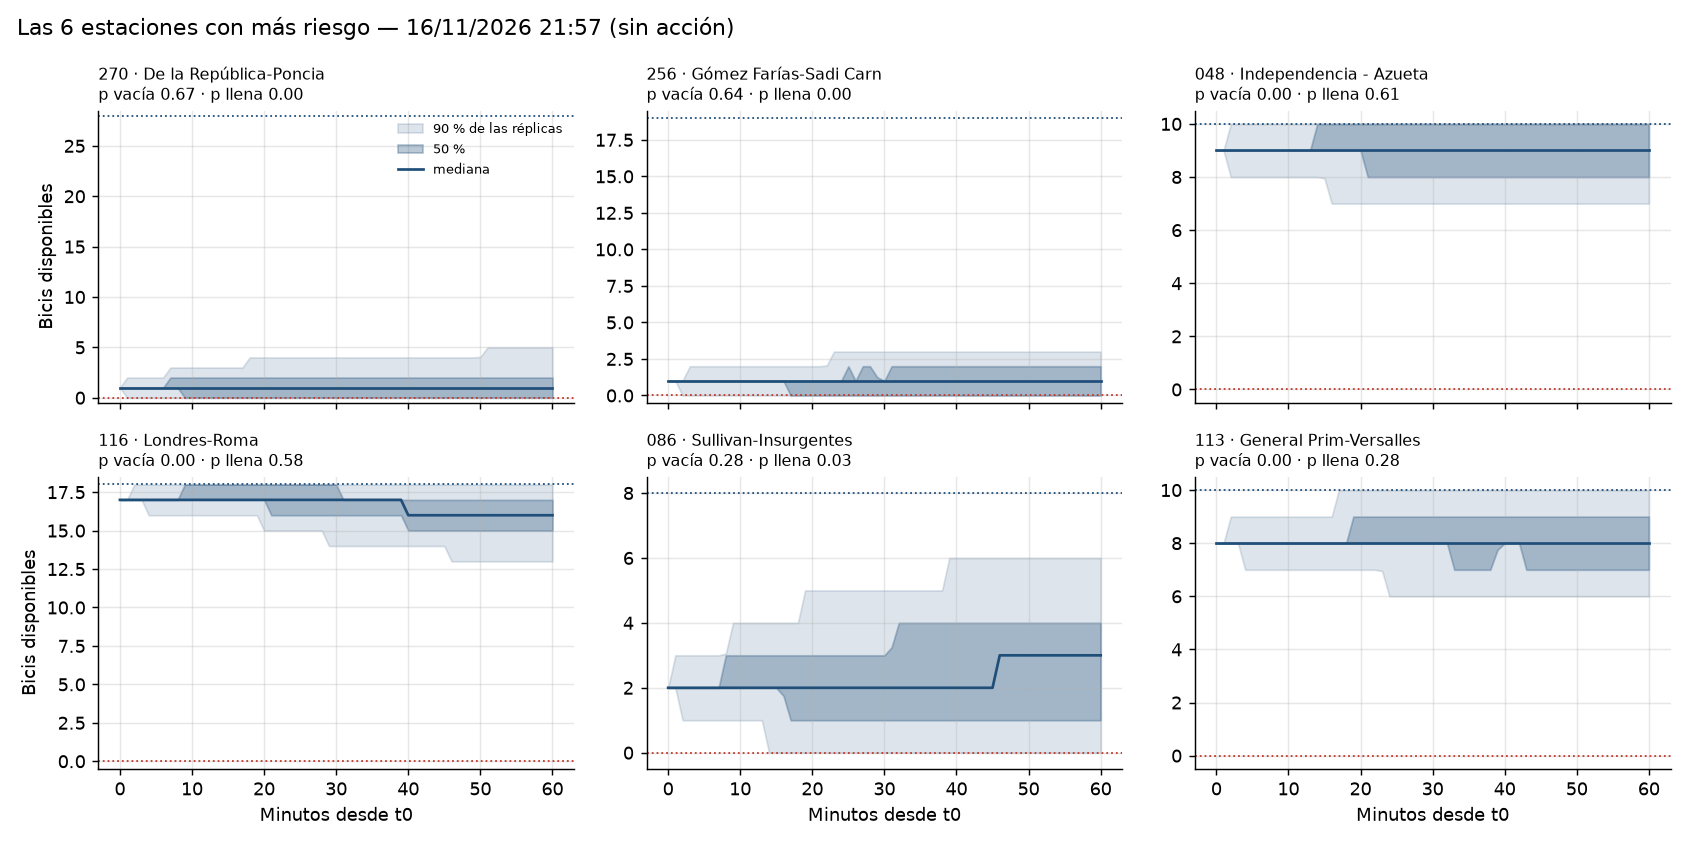 Las 6 estaciones con más riesgo — 16/11/2026 21:57 (sin acción)
270 · De la República-Poncia
p vacía 0.67 · p llena 0.00
90 % de las réplicas
50 %
mediana
Bicis disponibles
25
20
15
10
5
0
256 · Gómez Farías-Sadi Carn
p vacía 0.64 · p llena 0.00
17.5
15.0
12.5
10.0
7.5
5.0
2.5
0.0
048 · Independencia - Azueta
p vacía 0.00 · p llena 0.61
10
8
6
4
2
0
116 · Londres-Roma
p vacía 0.00 · p llena 0.58
Bicis disponibles
17.5
15.0
12.5
10.0
7.5
5.0
2.5
0.0
0 10 20 30 40 50 60
Minutos desde t0
086 · Sullivan-Insurgentes
p vacía 0.28 · p llena 0.03
8
6
4
2
0
0 10 20 30 40 50 60
Minutos desde t0
113 · General Prim-Versalles
p vacía 0.00 · p llena 0.28
10
8
6
4
2
0
0 10 20 30 40 50 60
Minutos desde t0